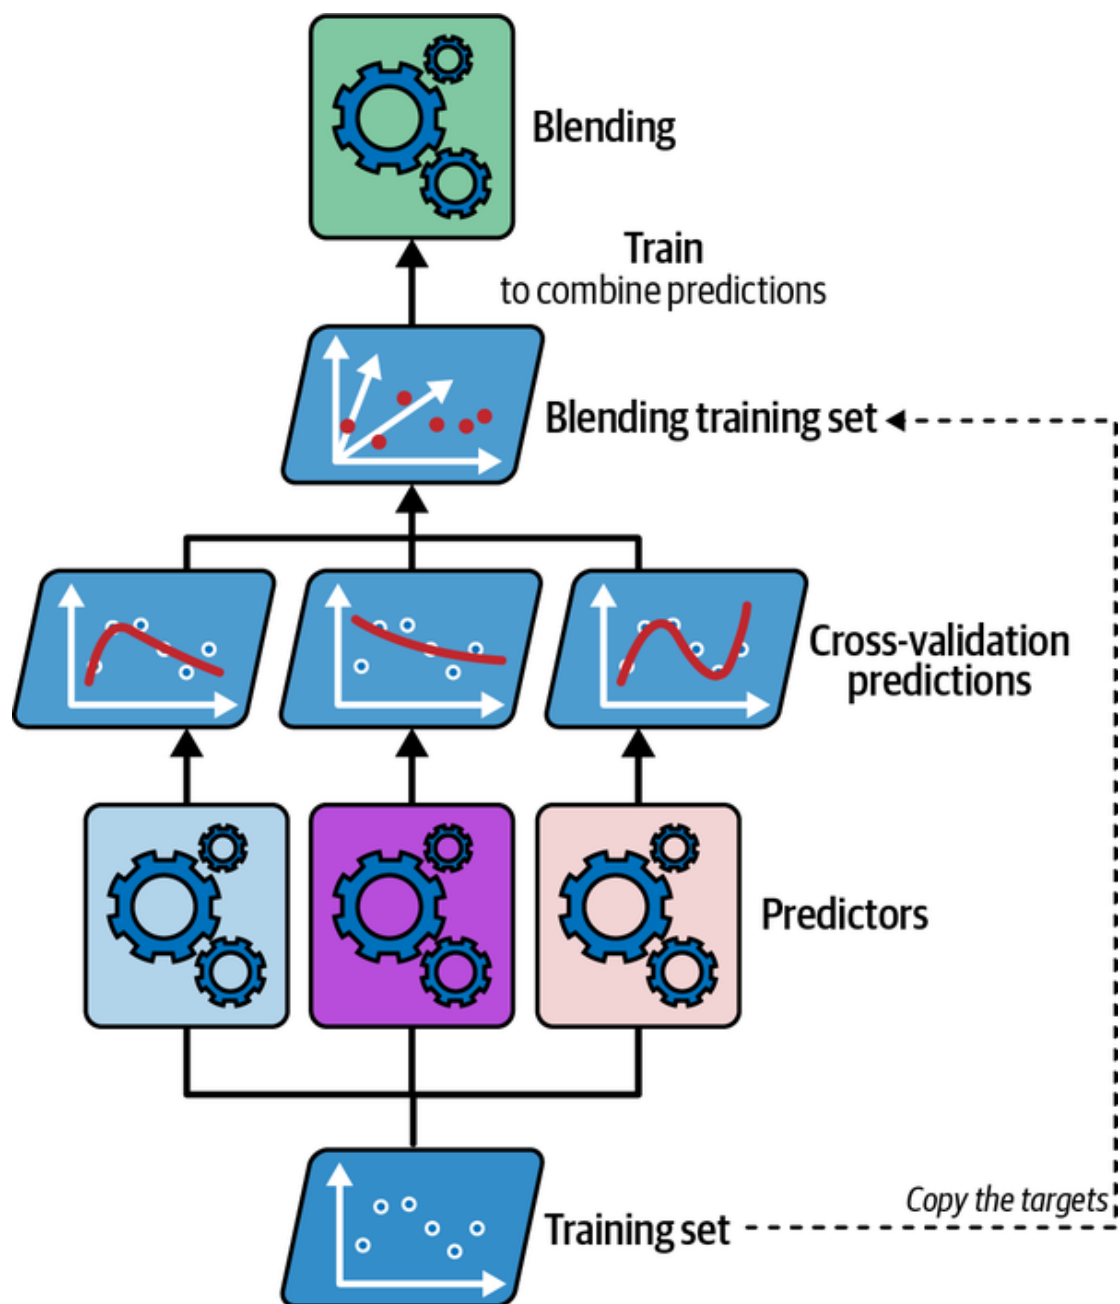 Blending
Train
to combine predictions
Blending training set
Cross-validation
predictions
Predictors
Copy the targets
Training set